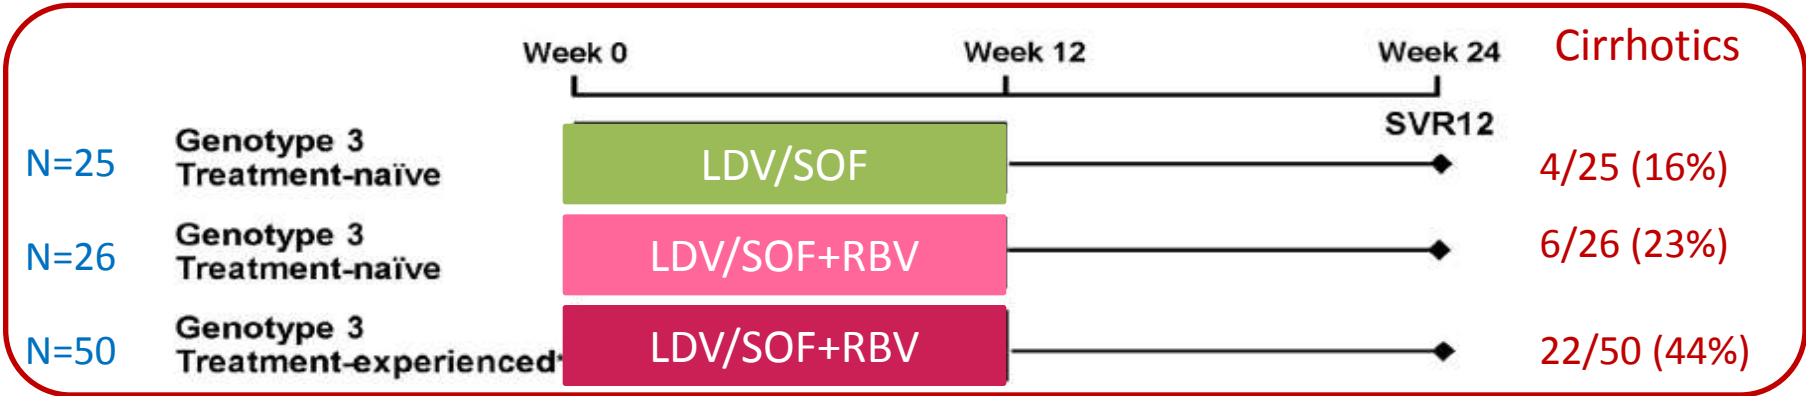 Week 0 Week 12 Week 24 Cirrhotics
SVR12
N=25 Genotype 3 Treatment-naïve LDV/SOF 4/25 (16%)
N=26 Genotype 3 Treatment-naïve LDV/SOF+RBV 6/26 (23%)
N=50 Genotype 3 Treatment-experienced* LDV/SOF+RBV 22/50 (44%)